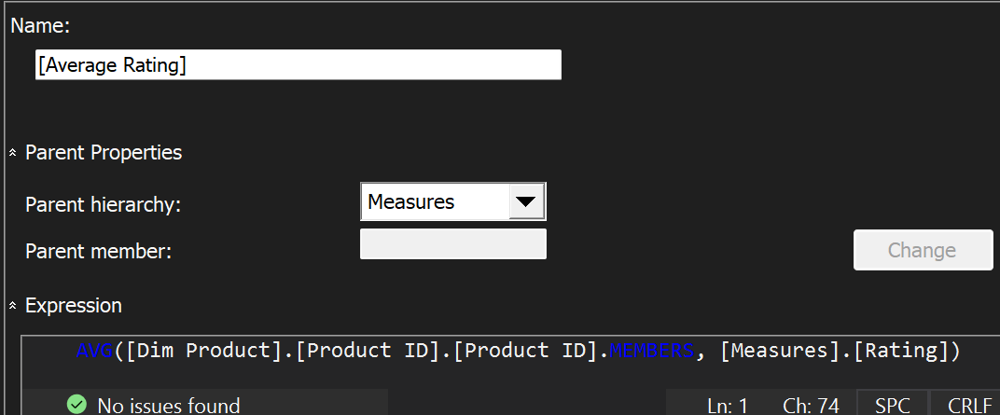 Name:
[Average Rating]
Parent Properties
Parent hierarchy:
Measures
Parent member:
Change
Expression
AVG([Dim Product].[Product ID].[Product ID].MEMBERS, [Measures].[Rating])
No issues found
Ln: 1
Ch: 74
SPC
CRLF